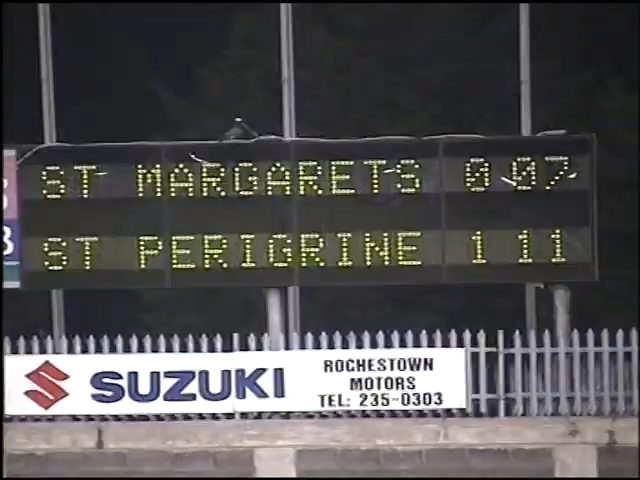 ST MARGARETS 0 07
ST PERIGRINE 1 11
SUZUKI
ROCHESTOWN
MOTORS
TEL: 235-0303